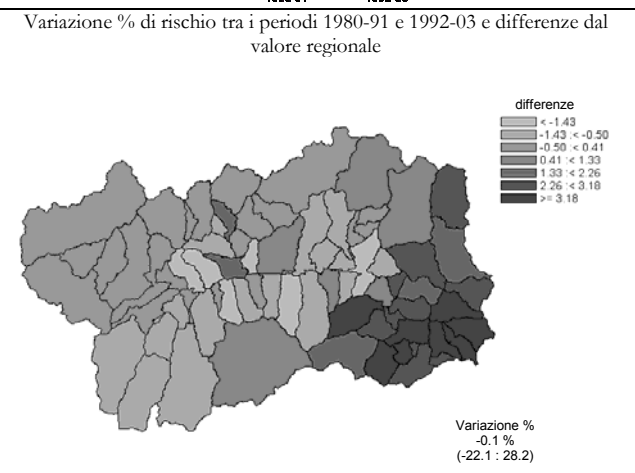 Variazione % di rischio tra i periodi 1980-91 e 1992-03 e differenze dal
valore regionale
differenze
< -1.43
-1.43 :< -0.50
-0.50 :< 0.41
0.41 :< 1.33
1.33 :< 2.26
2.26 :< 3.18
>= 3.18
Variazione %
-0.1 %
(-22.1 : 28.2)